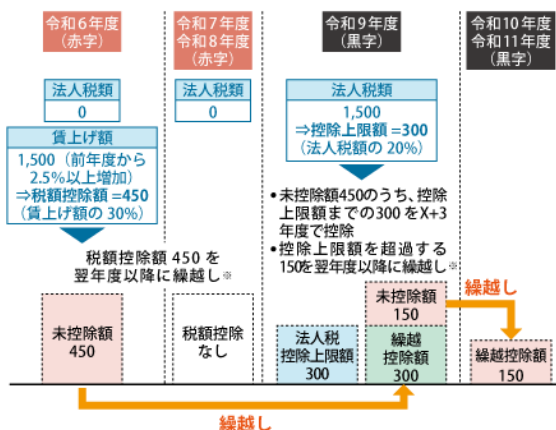 令和6年度
(赤字)
令和7年度
令和8年度
(赤字)
令和9年度
(黒字)
令和10年度
令和11年度
(黒字)
法人税類
0
法人税類
0
法人税類
1,500
⇒控除上限額=300
(法人税額の20%)
賃上げ額
1,500(前年度から
2.5%以上増加)
⇒税額控除額=450
(賃上げ額の30%)
税額控除額 450 を
翌年度以降に繰越し※
•未控除額450のうち、控除
上限額までの300をX+3
年度で控除
•控除上限額を超過する
150を翌年度以降に繰越し※
未控除額
450
税額控除
なし
法人税
控除上限額
300
未控除額
150
繰越
控除額
300
繰越し
繰越控除額
150
繰越し